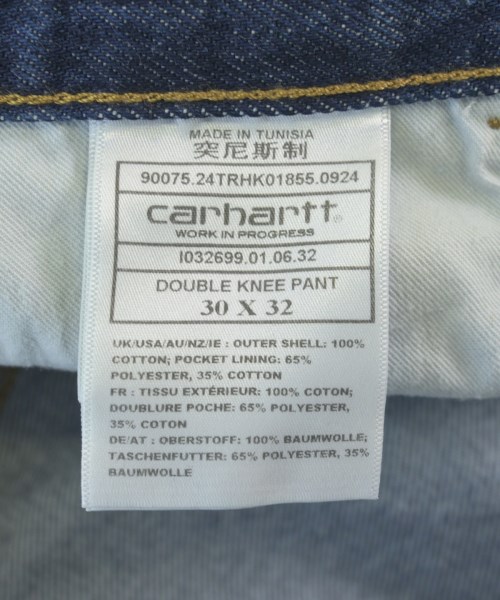 MADE IN TUNISIA
突尼斯制
90075.24TRHK01855.0924
carhartt®
WORK IN PROGRESS
I032699.01.06.32
DOUBLE KNEE PANT
30 X 32
UK/USA/AU/NZ/IE : OUTER SHELL: 100%
COTTON; POCKET LINING: 65%
POLYESTER, 35% COTTON
FR : TISSU EXTÉRIEUR: 100% COTON;
DOUBLURE POCHE: 65% POLYESTER,
35% COTON
DE/AT : OBERSTOFF: 100% BAUMWOLLE;
TASCHENFUTTER: 65% POLYESTER, 35%
BAUMWOLLE